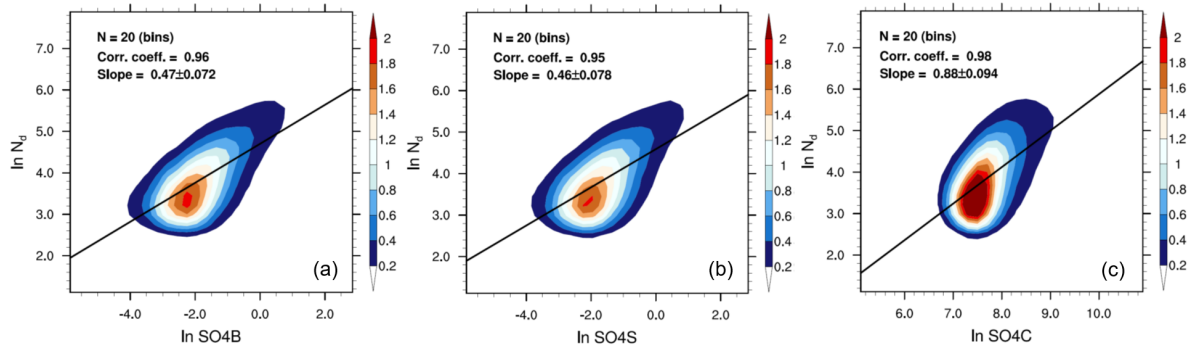 N = 20 (bins)
Corr. coeff. = 0.96
Slope = 0.47±0.072
7.0
6.0
5.0
4.0
3.0
2.0
ln Nd
-4.0 -2.0 0.0 2.0
ln SO4B
(a)
2
1.8
1.6
1.4
1.2
1
0.8
0.6
0.4
0.2
N = 20 (bins)
Corr. coeff. = 0.95
Slope = 0.46±0.078
7.0
6.0
5.0
4.0
3.0
2.0
ln Nd
-4.0 -2.0 0.0 2.0
ln SO4S
(b)
2
1.8
1.6
1.4
1.2
1
0.8
0.6
0.4
0.2
N = 20 (bins)
Corr. coeff. = 0.98
Slope = 0.88±0.094
7.0
6.0
5.0
4.0
3.0
2.0
ln Nd
6.0 7.0 8.0 9.0 10.0
ln SO4C
(c)
2
1.8
1.6
1.4
1.2
1
0.8
0.6
0.4
0.2